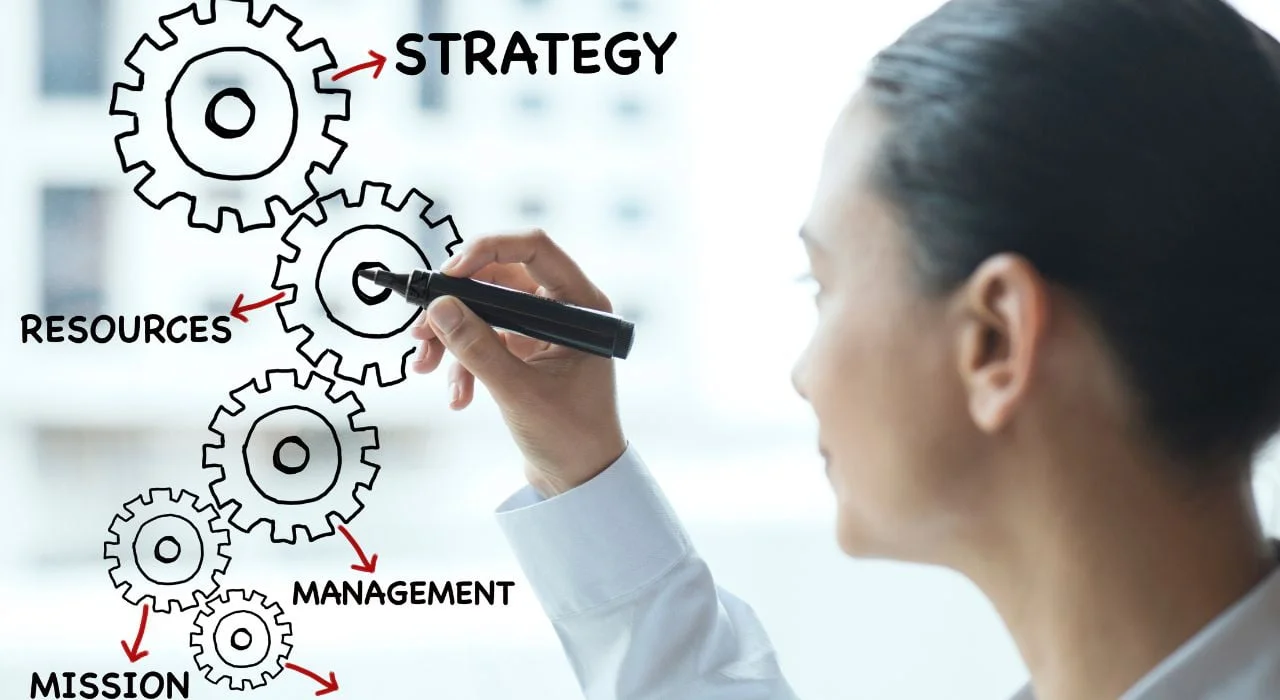 STRATEGY
RESOURCES
MANAGEMENT
MISSION